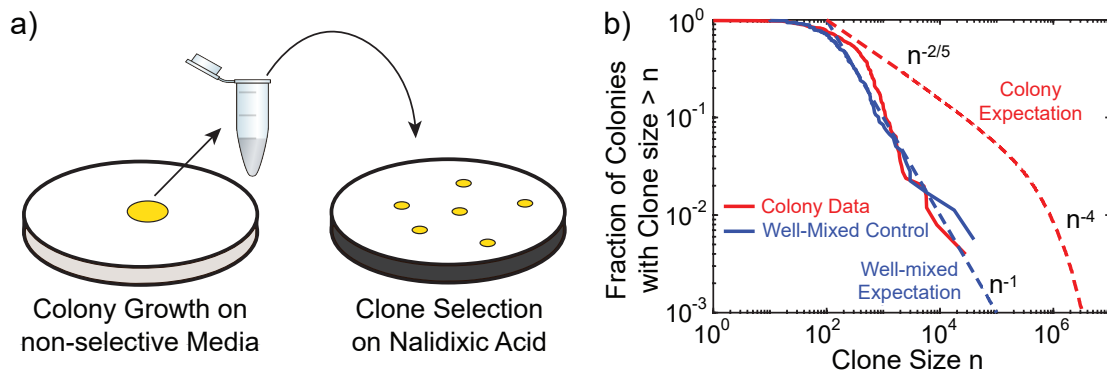 a)
Colony Growth on
non-selective Media
Clone Selection
on Nalidixic Acid
b)
Fraction of Colonies
with Clone size > n
10^0
10^-1
10^-2
10^-3
n^-2/5
Colony
Expectation
n^-4
Colony Data
Well-Mixed Control
Well-mixed
Expectation
n^-1
10^0
10^2
10^4
10^6
Clone Size n